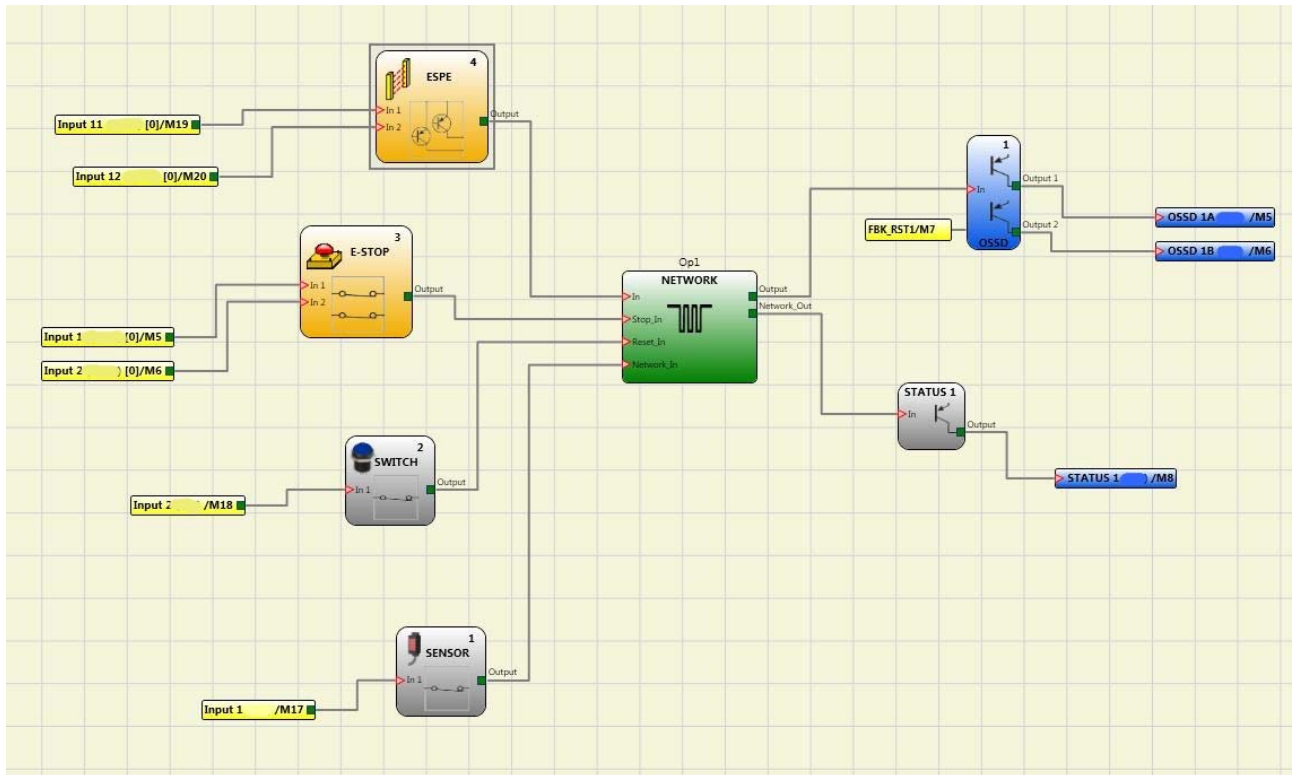 4
ESPE
In 1
In 2
Output
Input 11 [0]/M19
Input 12 [0]/M20
3
E-STOP
In 1
In 2
Output
Input 1 [0]/M5
Input 2 ) [0]/M6
2
SWITCH
In 1
Output
Input 2 /M18
1
SENSOR
In 1
Output
Input 1 /M17
Op1
NETWORK
In
Stop_In
Reset_In
Network_In
Output
Network_Out
1
In
Output 1
Output 2
OSSD
FBK_RST1/M7
OSSD 1A /M5
OSSD 1B /M6
STATUS 1
In
Output
STATUS 1 ) /M8